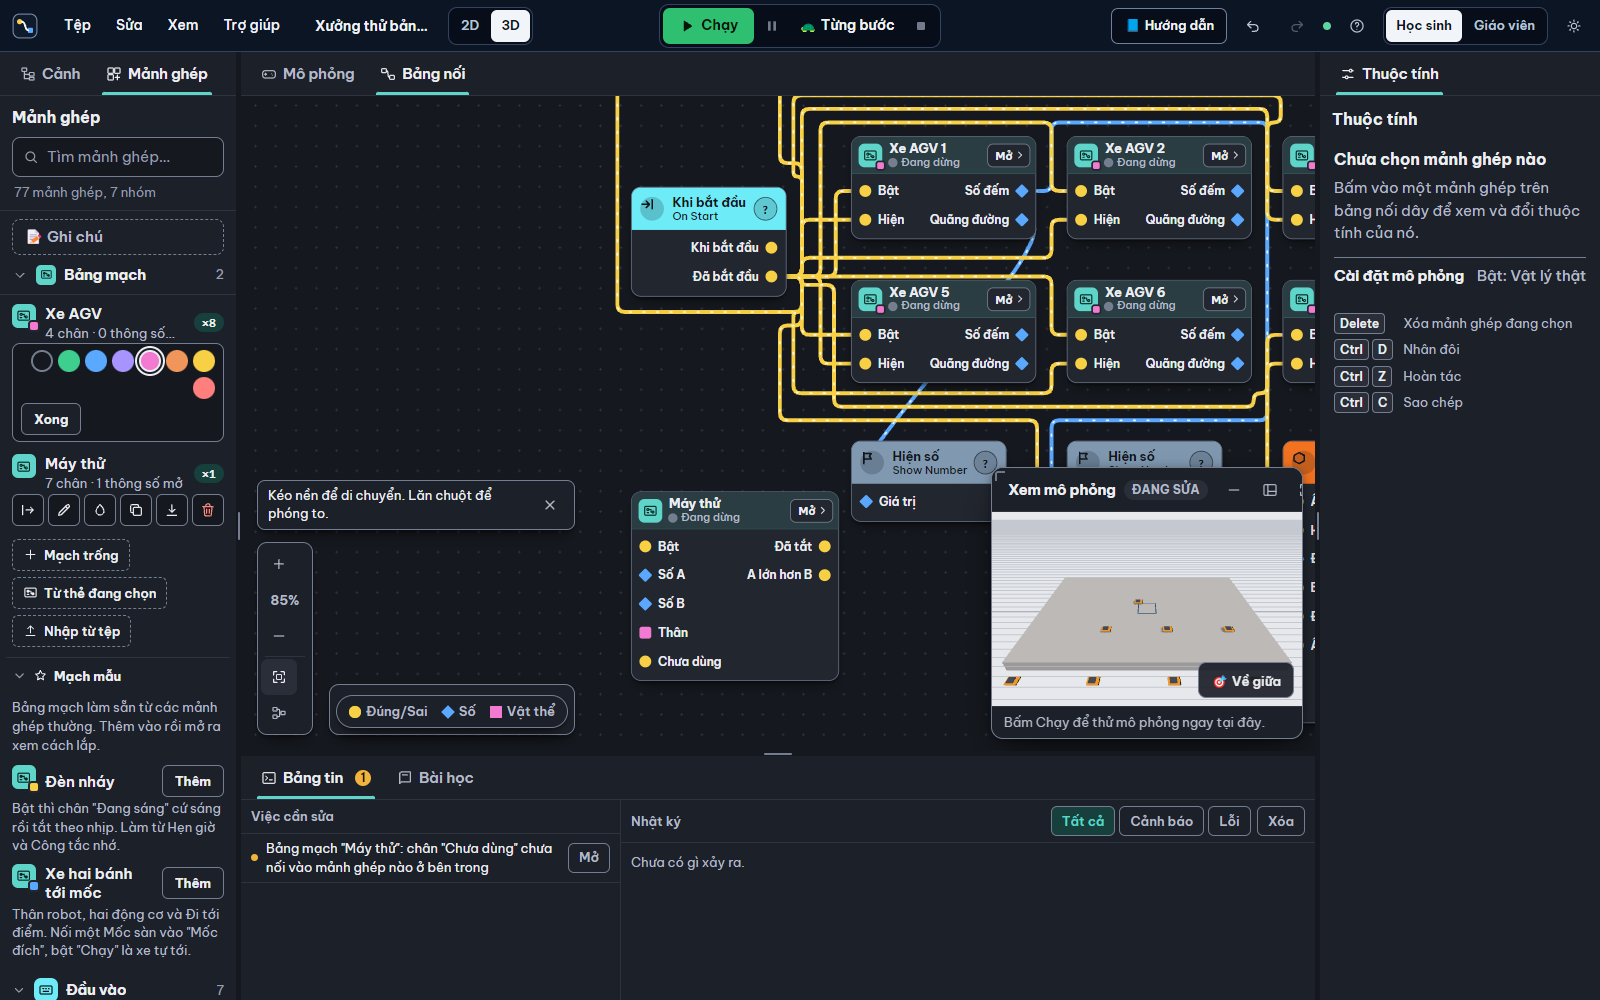 Tệp
Sửa
Xem
Trợ giúp
Xưởng thử bản...
2D
3D
Chạy
Từng bước
Hướng dẫn
Học sinh
Giáo viên
Cảnh
Mảnh ghép
Mảnh ghép
Tìm mảnh ghép...
77 mảnh ghép, 7 nhóm
Ghi chú
Bảng mạch
2
Xe AGV
4 chân · 0 thông số...
x8
Xong
Máy thử
7 chân · 1 thông số mở
x1
Mạch trống
Từ thẻ đang chọn
Nhập từ tệp
Mạch mẫu
Bảng mạch làm sẵn từ các mảnh
ghép thường. Thêm vào rồi mở ra
xem cách lắp.
Đèn nháy
Thêm
Bật thì chân "Đang sáng" cứ sáng
rồi tắt theo nhịp. Làm từ Hẹn giờ
và Công tắc nhớ.
Xe hai bánh
tới mốc
Thêm
Thân robot, hai động cơ và Đi tới
điểm. Nối một Mốc sàn vào "Mốc
đích", bật "Chạy" là xe tự tới.
Đầu vào
7
Mô phỏng
Bảng nối
Khi bắt đầu
On Start
?
Khi bắt đầu
Đã bắt đầu
Xe AGV 1
Đang dừng
Mở
Bật
Số đếm
Hiện
Quãng đường
Xe AGV 2
Đang dừng
Mở
Bật
Số đếm
Hiện
Quãng đường
Xe AGV 5
Đang dừng
Mở
Bật
Số đếm
Hiện
Quãng đường
Xe AGV 6
Đang dừng
Mở
Bật
Số đếm
Hiện
Quãng đường
Hiện số
Show Number
?
Giá trị
Hiện số
?
Máy thử
Đang dừng
Mở
Bật
Đã tắt
Số A
A lớn hơn B
Số B
Thân
Chưa dùng
Kéo nền để di chuyển. Lăn chuột để
phóng to.
85%
Đúng/Sai
Số
Vật thể
Xem mô phỏng
ĐANG SỬA
Về giữa
Bấm Chạy để thử mô phỏng ngay tại đây.
Bảng tin
1
Bài học
Việc cần sửa
Bảng mạch "Máy thử": chân "Chưa dùng" chưa
nối vào mảnh ghép nào ở bên trong
Mở
Nhật ký
Tất cả
Cảnh báo
Lỗi
Xóa
Chưa có gì xảy ra.
Thuộc tính
Thuộc tính
Chưa chọn mảnh ghép nào
Bấm vào một mảnh ghép trên
bảng nối dây để xem và đổi thuộc
tính của nó.
Cài đặt mô phỏng
Bật: Vật lý thật
Delete
Xóa mảnh ghép đang chọn
Ctrl
D
Nhân đôi
Ctrl
Z
Hoàn tác
Ctrl
C
Sao chép